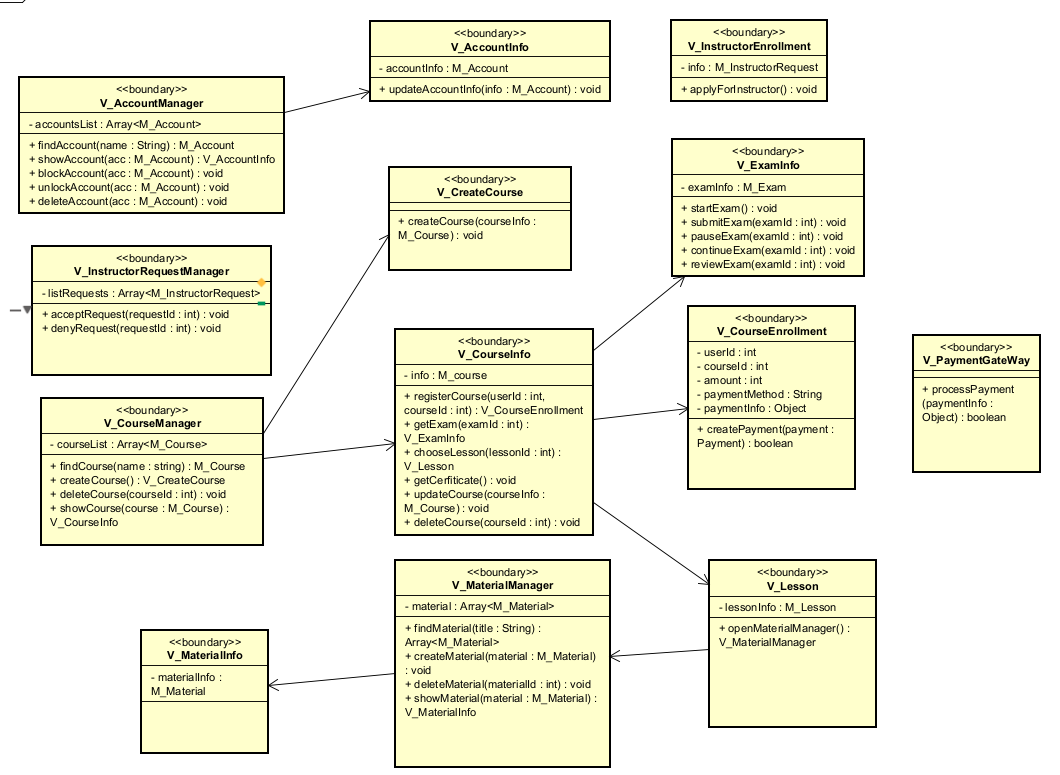 <<boundary>>
V_AccountInfo
- accountInfo : M_Account
+ updateAccountInfo(info : M_Account) : void
<<boundary>>
V_InstructorEnrollment
- info : M_InstructorRequest
+ applyForInstructor() : void
<<boundary>>
V_AccountManager
- accountsList : Array<M_Account>
+ findAccount(name : String) : M_Account
+ showAccount(acc : M_Account) : V_AccountInfo
+ blockAccount(acc : M_Account) : void
+ unlockAccount(acc : M_Account) : void
+ deleteAccount(acc : M_Account) : void
<<boundary>>
V_CreateCourse
+ createCourse(courseInfo :
M_Course) : void
<<boundary>>
V_ExamInfo
- examInfo : M_Exam
+ startExam() : void
+ submitExam(examId : int) : void
+ pauseExam(examId : int) : void
+ continueExam(examId : int) : void
+ reviewExam(examId : int) : void
<<boundary>>
V_InstructorRequestManager
- listRequests : Array<M_InstructorRequest>
+ acceptRequest(requestId : int) : void
+ denyRequest(requestId : int) : void
<<boundary>>
V_CourseInfo
- info : M_course
+ registerCourse(userId : int,
courseId : int) : V_CourseEnrollment
+ getExam(examId : int) :
V_ExamInfo
+ chooseLesson(lessonId : int) :
V_Lesson
+ getCerfiticate() : void
+ updateCourse(courseInfo :
M_Course) : void
+ deleteCourse(courseId : int) : void
<<boundary>>
V_CourseEnrollment
- userId : int
- courseId : int
- amount : int
- paymentMethod : String
- paymentInfo : Object
+ createPayment(payment :
Payment) : boolean
<<boundary>>
V_PaymentGateWay
+ processPayment
(paymentInfo :
Object) : boolean
<<boundary>>
V_CourseManager
- courseList : Array<M_Course>
+ findCourse(name : string) : M_Course
+ createCourse() : V_CreateCourse
+ deleteCourse(courseId : int) : void
+ showCourse(course : M_Course) :
V_CourseInfo
<<boundary>>
V_MaterialManager
- material : Array<M_Material>
+ findMaterial(title : String) :
Array<M_Material>
+ createMaterial(material : M_Material)
: void
+ deleteMaterial(materialId : int) : void
+ showMaterial(material : M_Material) :
V_MaterialInfo
<<boundary>>
V_Lesson
- lessonInfo : M_Lesson
+ openMaterialManager() :
V_MaterialManager
<<boundary>>
V_MaterialInfo
- materialInfo :
M_Material